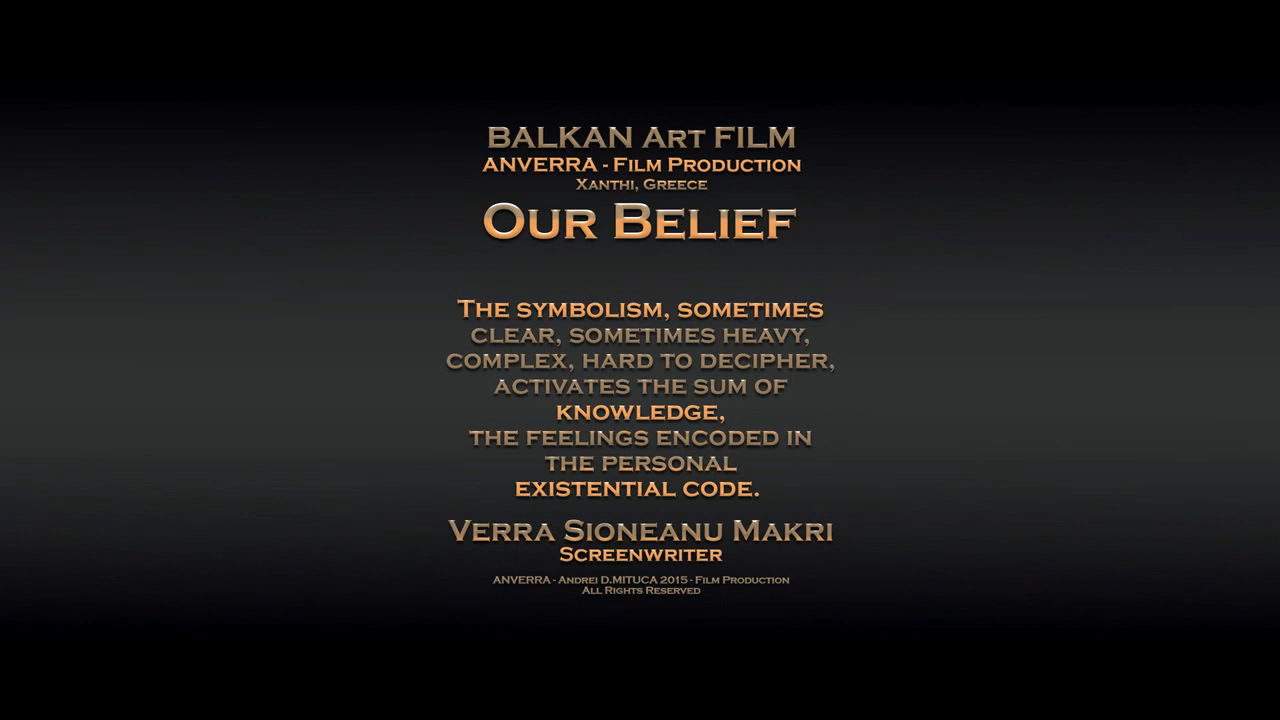 BALKAN Art FILM
ANVERRA - Film Production
Xanthi, Greece
Our Belief
The symbolism, sometimes
clear, sometimes heavy,
complex, hard to decipher,
activates the sum of
knowledge,
the feelings encoded in
the personal
existential code.
Verra Sioneanu Makri
Screenwriter
ANVERRA - Andrei D.MITUCA 2015 - Film Production
All Rights Reserved